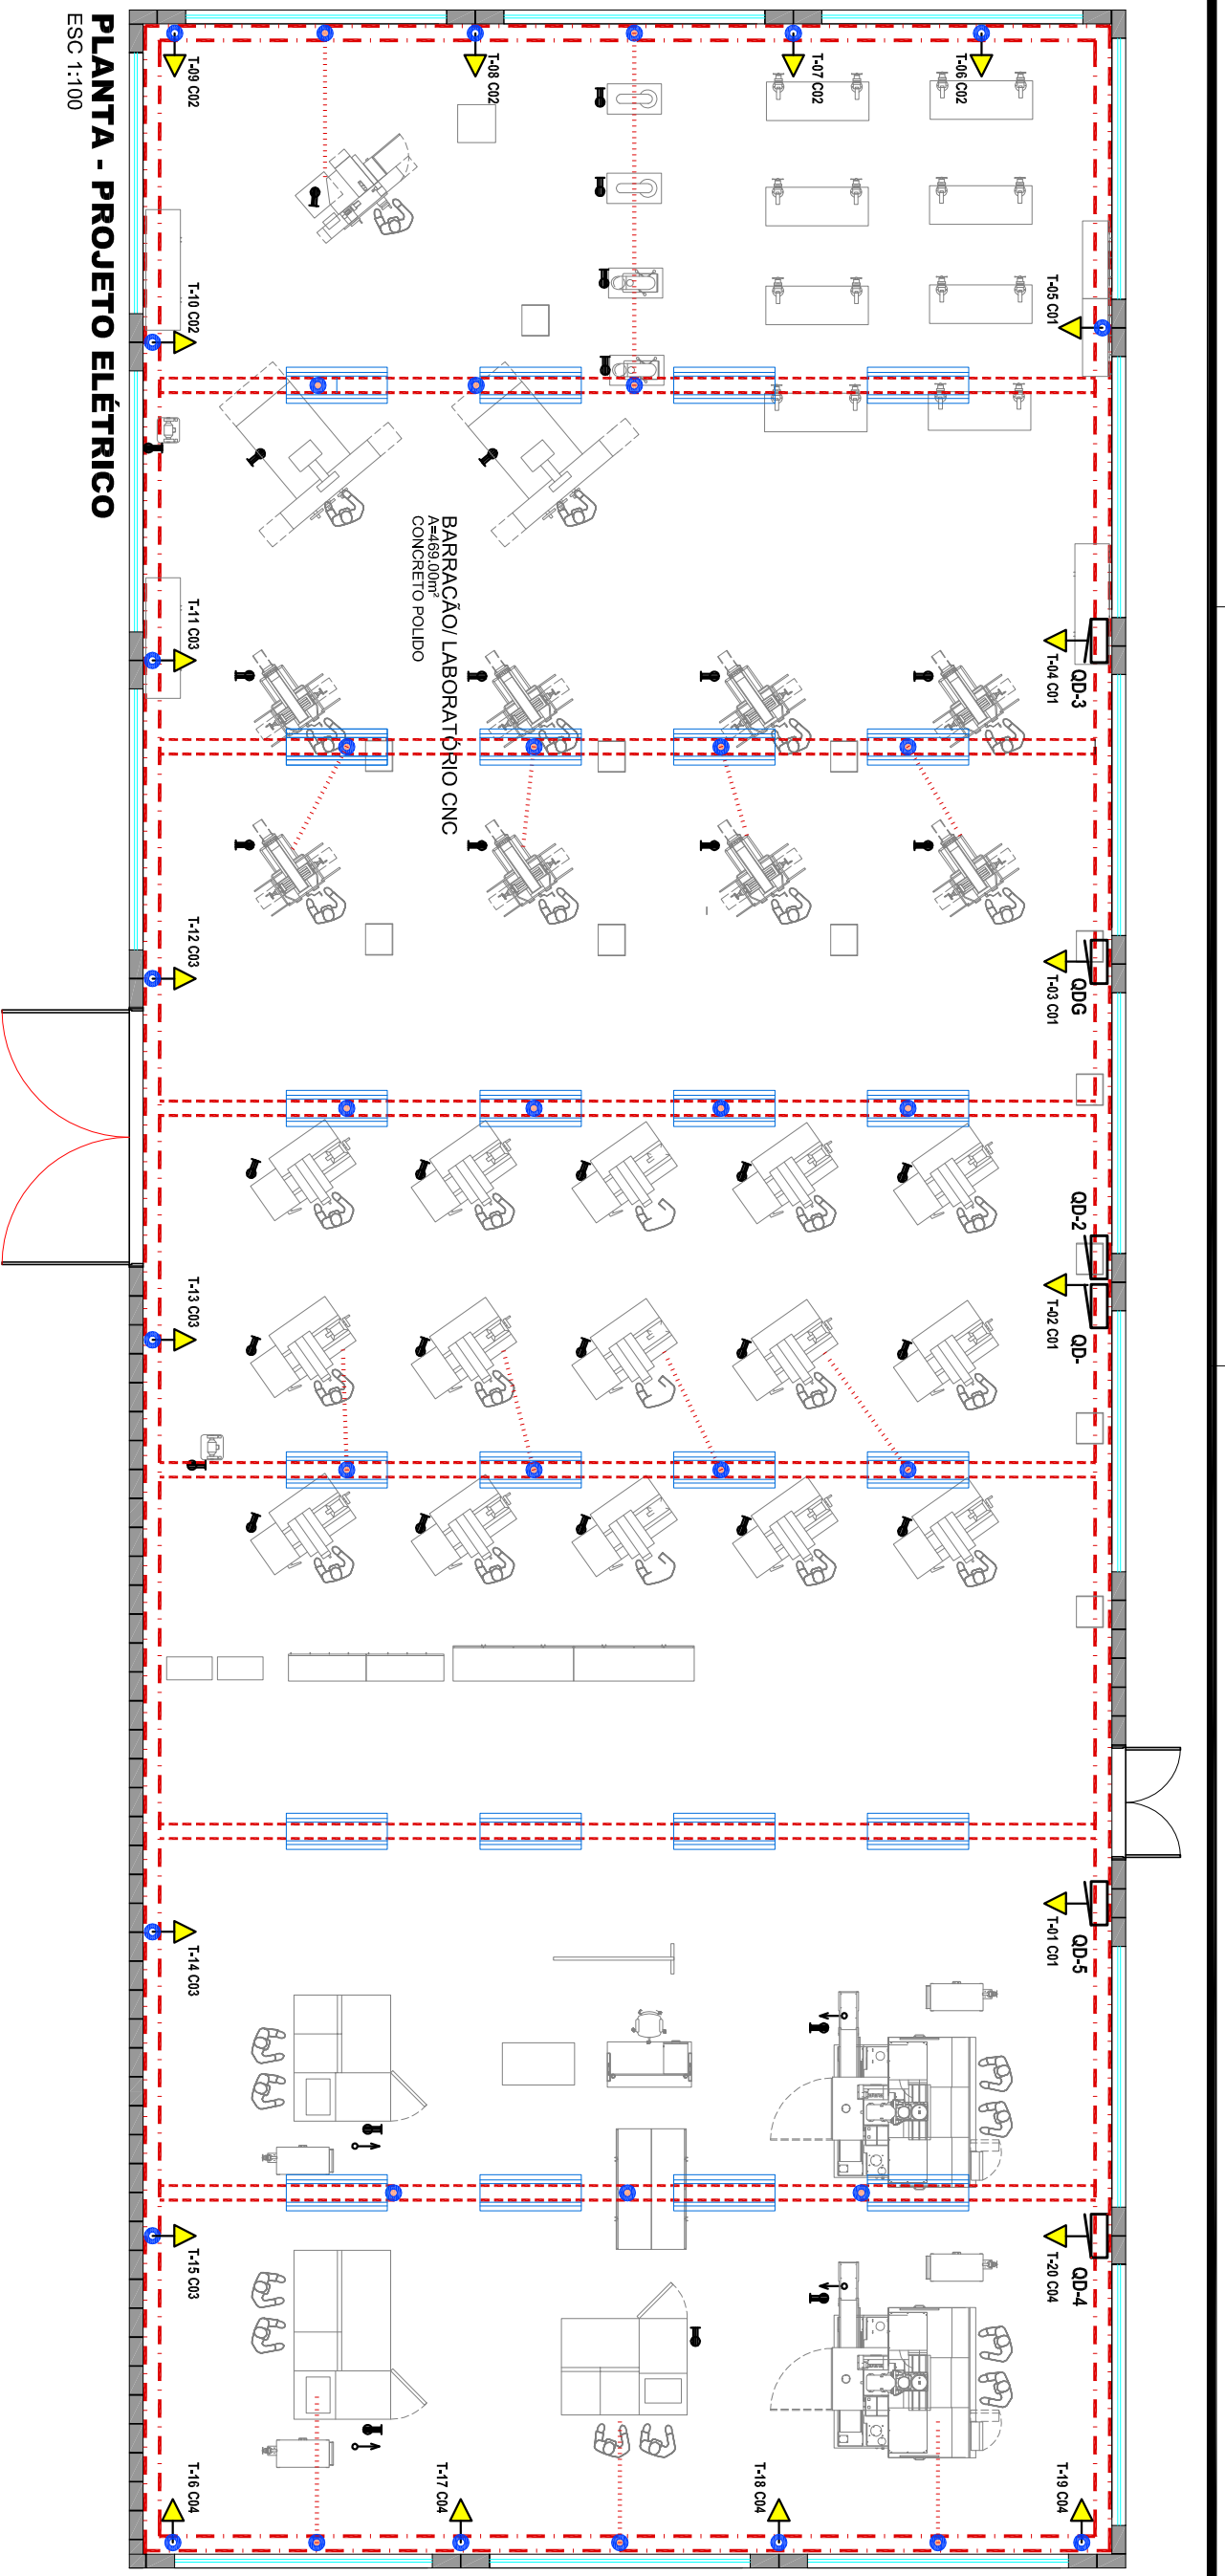 PLANTA - PROJETO ELÉTRICO
ESC 1:100
BARRACÃO/ LABORATÓRIO CNC
A=469.00m²
CONCRETO POLIDO
T-09 C02
T-08 C02
T-07 C02
T-06 C02
T-05 C01
T-10 C02
T-11 C03
T-04 C01
QD-3
T-12 C03
T-03 C01
QDG
QD-2
T-02 C01
QD-
T-13 C03
T-01 C01
QD-5
T-14 C03
T-15 C03
T-20 C04
QD-4
T-16 C04
T-17 C04
T-18 C04
T-19 C04